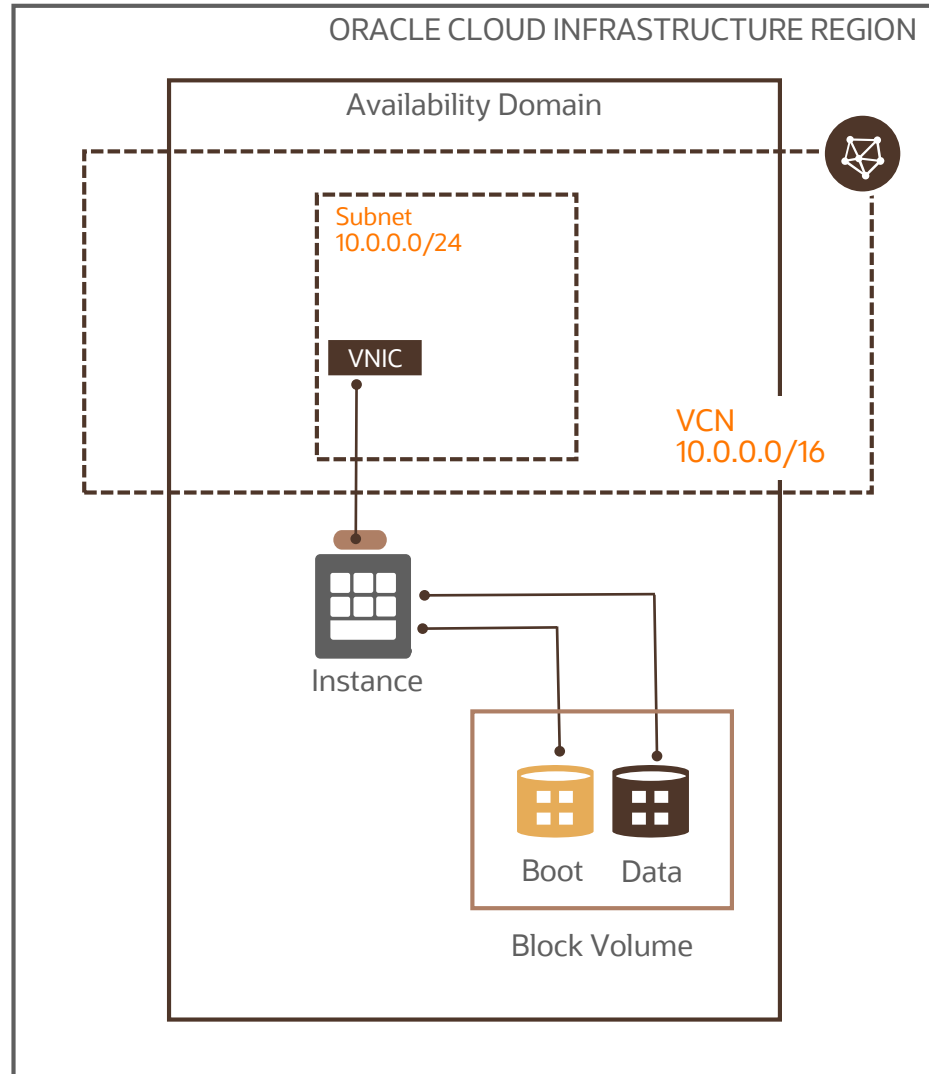 ORACLE CLOUD INFRASTRUCTURE REGION
Availability Domain
Subnet
10.0.0.0/24
VNIC
VCN
10.0.0.0/16
Instance
Boot
Data
Block Volume